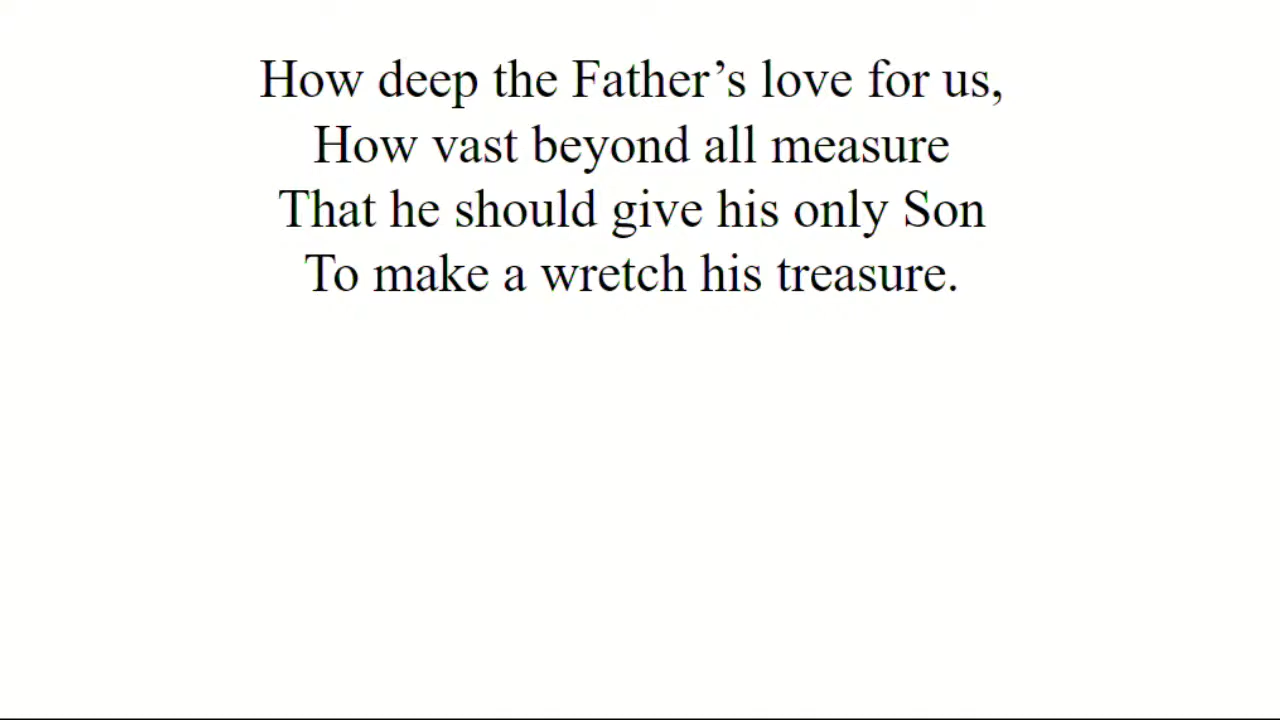 How deep the Father’s love for us,
How vast beyond all measure
That he should give his only Son
To make a wretch his treasure.